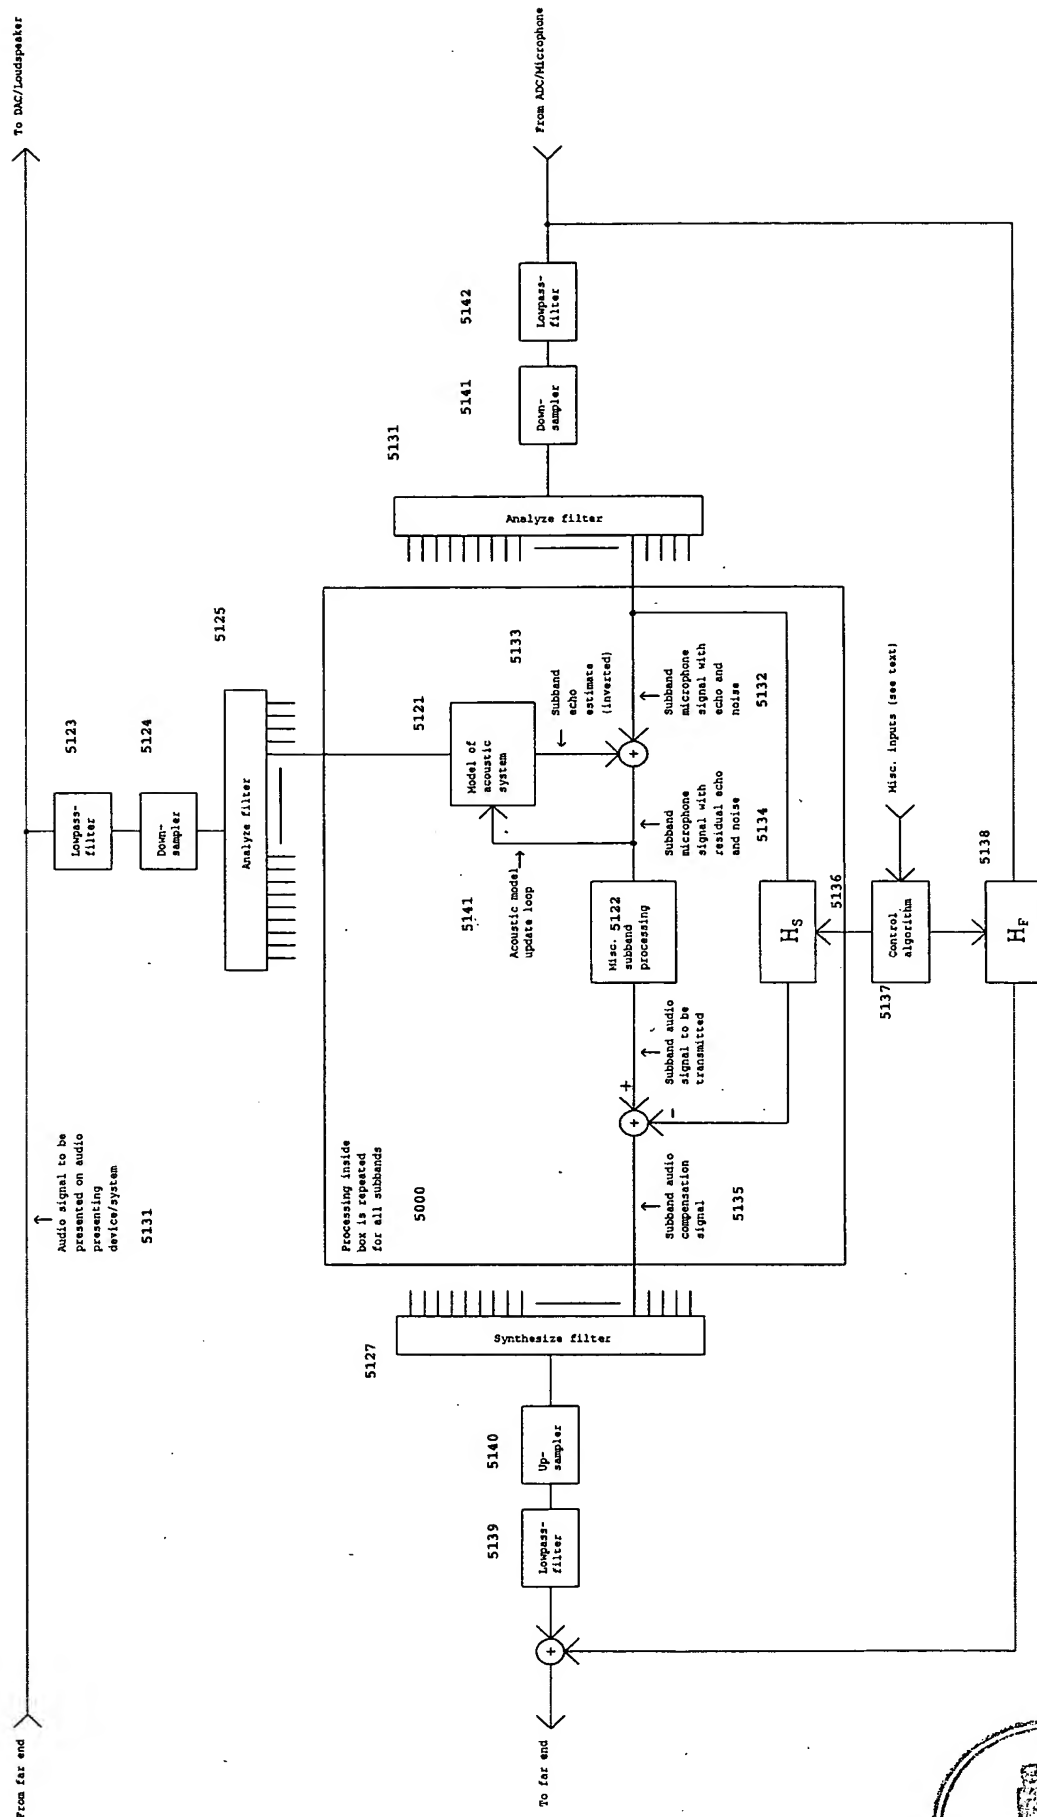 From far end
To DAC/Loudspeaker
Audio signal to be
presented on audio
presenting
device/system
5131
Lowpass-
filter
5123
Down-
sampler
5124
Analyze filter
5125
Processing inside
box is repeated
for all subbands
5000
Model of
acoustic
system
5121
5133
Subband
echo
estimate
(inverted)
Acoustic model
update loop
5141
Misc. 5122
subband
processing
Subband
microphone
signal with
echo and
noise
5132
Subband
microphone
signal with
residual echo
and noise
5134
Subband audio
signal to be
transmitted
Subband audio
compensation
signal
5135
+
+
+
-
H_S
5136
Analyze filter
5131
Down-
sampler
5141
Lowpass-
filter
5142
From ADC/Microphone
Synthesize filter
5127
Up-
sampler
5140
Lowpass-
filter
5139
+
To far end
Control
algorithm
5137
Misc. inputs (see text)
H_F
5138